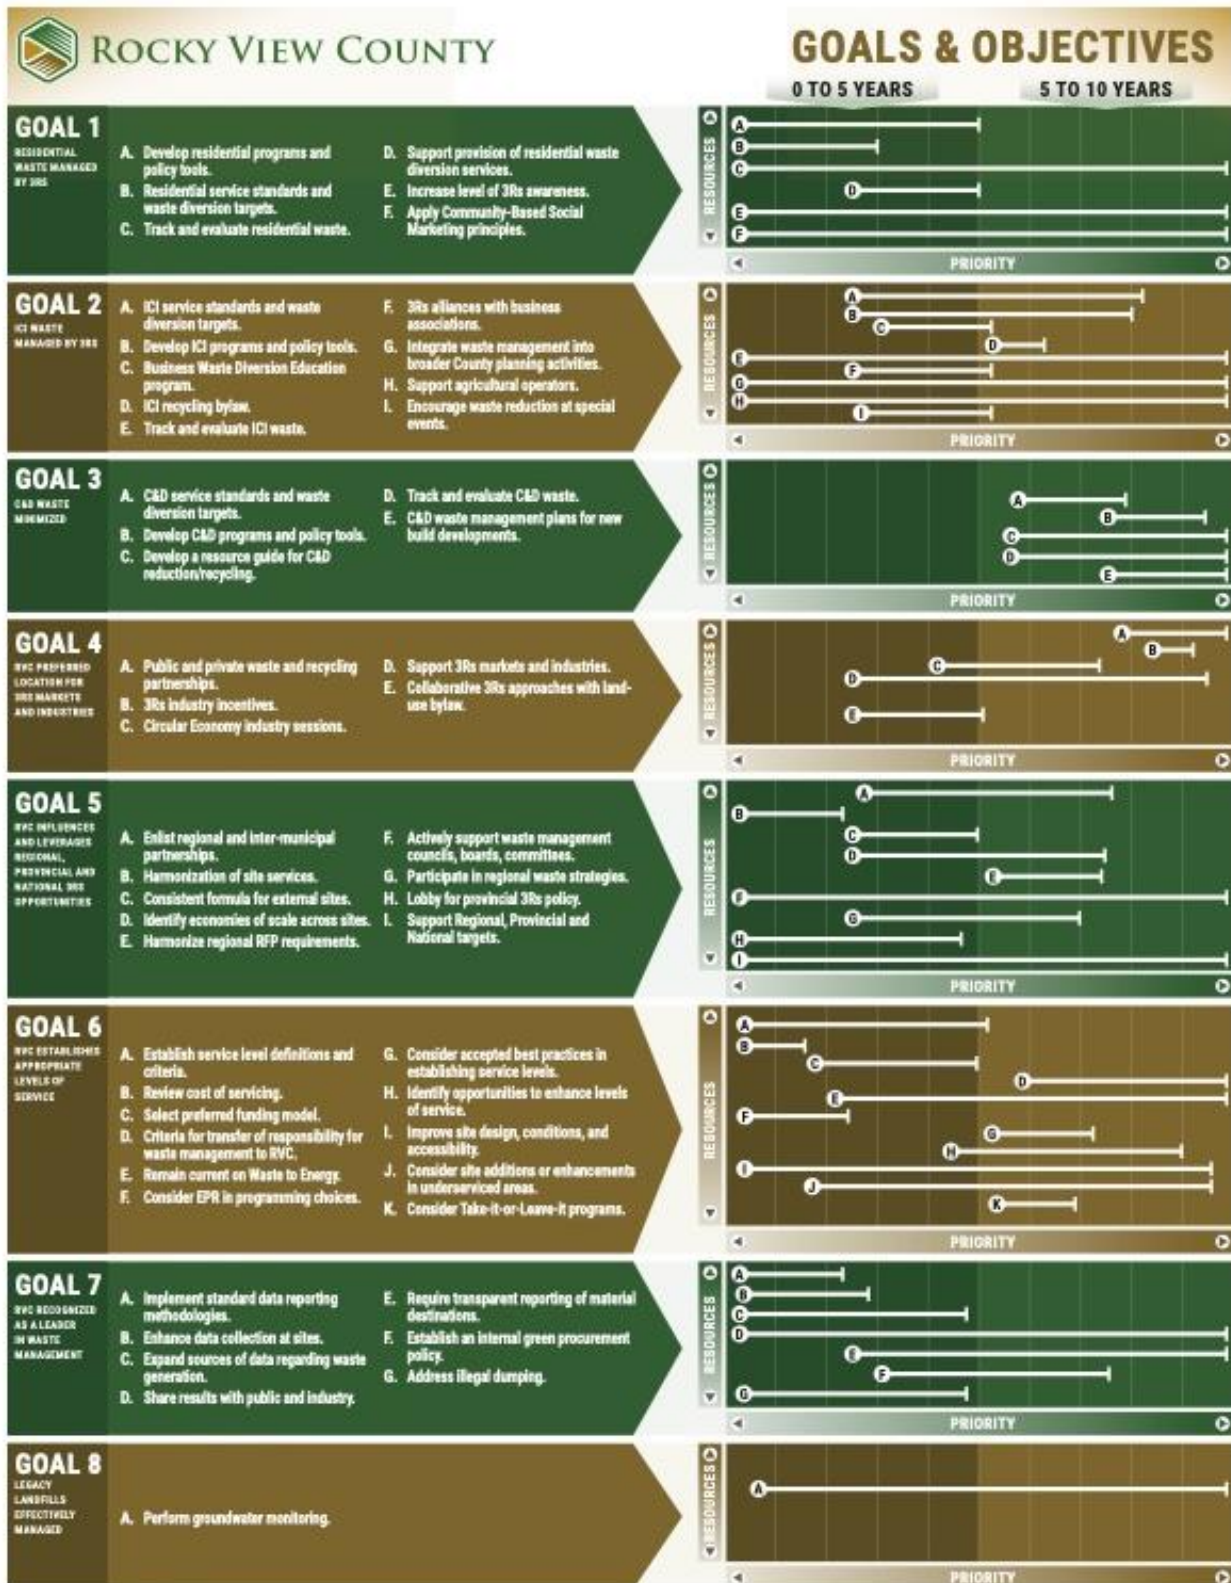 ROCKY VIEW COUNTY
GOALS & OBJECTIVES
0 TO 5 YEARS
5 TO 10 YEARS
GOAL 1
RESIDENTIAL
WASTE MANAGED
BY 3RS
A. Develop residential programs and
policy tools.
B. Residential service standards and
waste diversion targets.
C. Track and evaluate residential waste.
D. Support provision of residential waste
diversion services.
E. Increase level of 3Rs awareness.
F. Apply Community-Based Social
Marketing principles.
RESOURCES
A
B
C
D
E
F
PRIORITY
GOAL 2
ICI WASTE
MANAGED BY 3RS
A. ICI service standards and waste
diversion targets.
B. Develop ICI programs and policy tools.
C. Business Waste Diversion Education
program.
D. ICI recycling bylaw.
E. Track and evaluate ICI waste.
F. 3Rs alliances with business
associations.
G. Integrate waste management into
broader County planning activities.
H. Support agricultural operators.
I. Encourage waste reduction at special
events.
RESOURCES
A
B
C
D
E
F
G
H
I
PRIORITY
GOAL 3
C&D WASTE
MINIMIZED
A. C&D service standards and waste
diversion targets.
B. Develop C&D programs and policy tools.
C. Develop a resource guide for C&D
reduction/recycling.
D. Track and evaluate C&D waste.
E. C&D waste management plans for new
build developments.
RESOURCES
A
B
C
D
E
PRIORITY
GOAL 4
RVC PREFERRED
LOCATION FOR
3RS MARKETS
AND INDUSTRIES
A. Public and private waste and recycling
partnerships.
B. 3Rs industry incentives.
C. Circular Economy industry sessions.
D. Support 3Rs markets and industries.
E. Collaborative 3Rs approaches with land-
use bylaw.
RESOURCES
A
B
C
D
E
PRIORITY
GOAL 5
RVC INFLUENCES
AND LEVERAGES
REGIONAL,
PROVINCIAL AND
NATIONAL 3RS
OPPORTUNITIES
A. Enlist regional and inter-municipal
partnerships.
B. Harmonization of site services.
C. Consistent formula for external sites.
D. Identify economies of scale across sites.
E. Harmonize regional RFP requirements.
F. Actively support waste management
councils, boards, committees.
G. Participate in regional waste strategies.
H. Lobby for provincial 3Rs policy.
I. Support Regional, Provincial and
National targets.
RESOURCES
A
B
C
D
E
F
G
H
I
PRIORITY
GOAL 6
RVC ESTABLISHES
APPROPRIATE
LEVELS OF
SERVICE
A. Establish service level definitions and
criteria.
B. Review cost of servicing.
C. Select preferred funding model.
D. Criteria for transfer of responsibility for
waste management to RVC.
E. Remain current on Waste to Energy.
F. Consider EPR in programming choices.
G. Consider accepted best practices in
establishing service levels.
H. Identify opportunities to enhance levels
of service.
I. Improve site design, conditions, and
accessibility.
J. Consider site additions or enhancements
in underserviced areas.
K. Consider Take-it-or-Leave-it programs.
RESOURCES
A
B
C
D
E
F
G
H
I
J
K
PRIORITY
GOAL 7
RVC RECOGNIZED
AS A LEADER
IN WASTE
MANAGEMENT
A. Implement standard data reporting
methodologies.
B. Enhance data collection at sites.
C. Expand sources of data regarding waste
generation.
D. Share results with public and industry.
E. Require transparent reporting of material
destinations.
F. Establish an internal green procurement
policy.
G. Address illegal dumping.
RESOURCES
A
B
C
D
E
F
G
PRIORITY
GOAL 8
LEGACY
LANDFILLS
EFFECTIVELY
MANAGED
A. Perform groundwater monitoring.
RESOURCES
A
PRIORITY